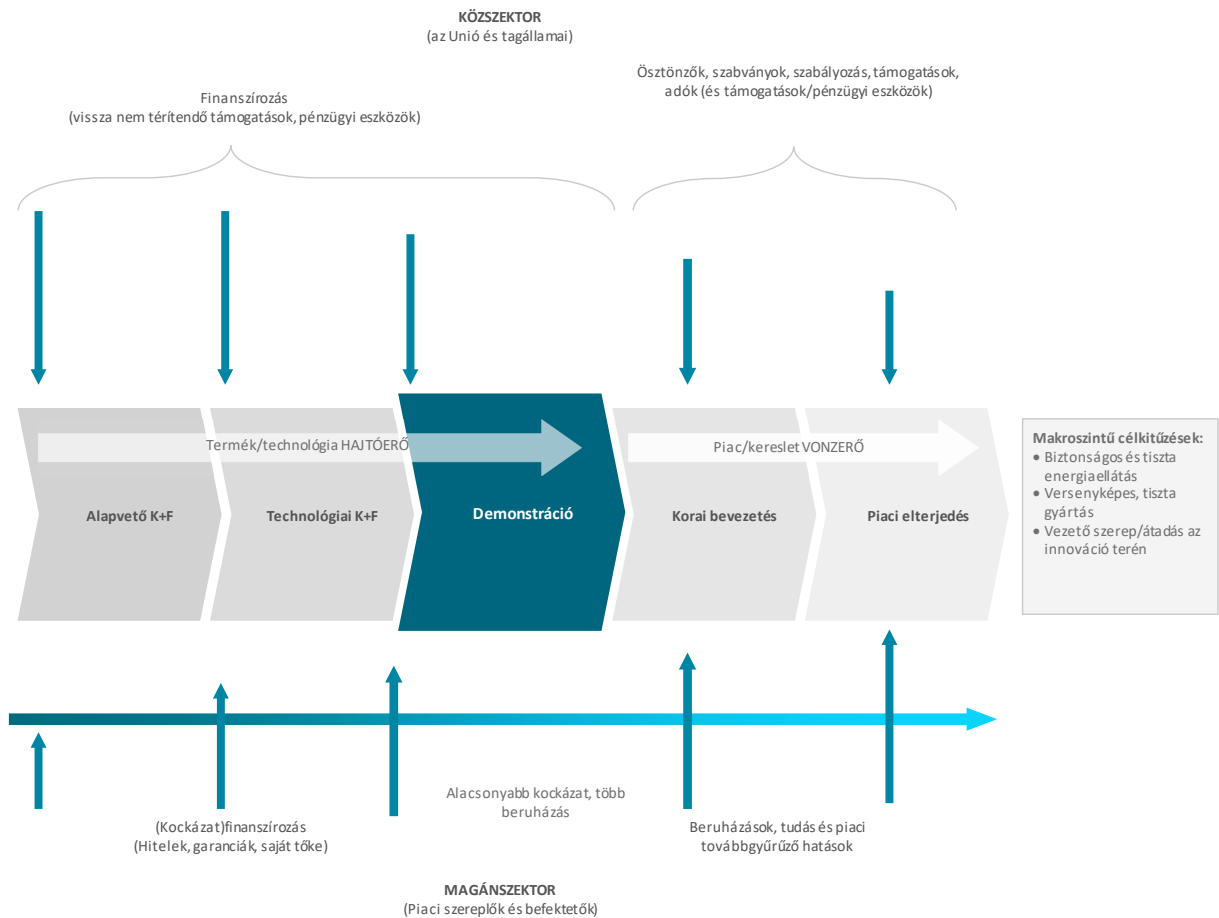 KÖZSZEKTOR
(az Unió és tagállamai)
Ösztönzők, szabványok, szabályozás, támogatások,
adók (és támogatások/pénzügyi eszközök)
Finanszírozás
(vissza nem térítendő támogatások, pénzügyi eszközök)
Termék/technológia HAJTÓERŐ
Piac/kereslet VONZERŐ
Alapvető K+F
Technológiai K+F
Demonstráció
Korai bevezetés
Piaci elterjedés
Makroszintű célkitűzések:
● Biztonságos és tiszta
energiaellátás
● Versenyképes, tiszta
gyártás
● Vezető szerep/átadás az
innováció terén
Alacsonyabb kockázat, több
beruházás
(Kockázat)finanszírozás
(Hitelek, garanciák, saját tőke)
Beruházások, tudás és piaci
továbbgyűrűző hatások
MAGÁNSZEKTOR
(Piaci szereplők és befektetők)